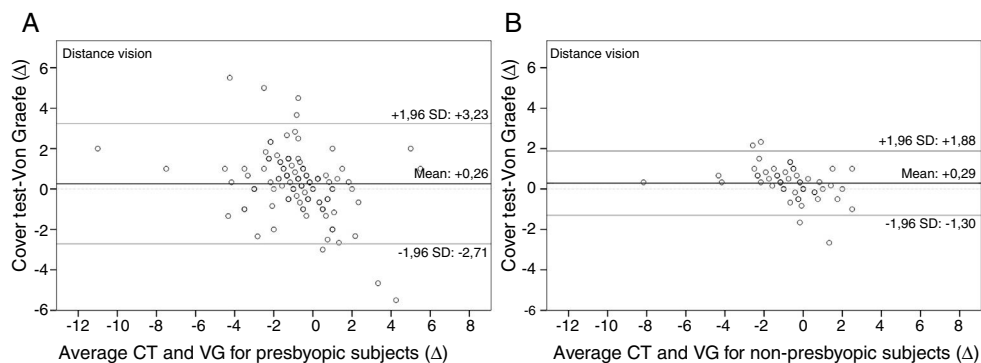 A
Distance vision
Cover test-Von Graefe (Δ)
6
4
2
0
-2
-4
-6
+1,96 SD: +3,23
Mean: +0,26
-1,96 SD: -2,71
-12 -10 -8 -6 -4 -2 0 2 4 6 8
Average CT and VG for presbyopic subjects (Δ)
B
Distance vision
Cover test-Von Graefe (Δ)
6
4
2
0
-2
-4
-6
+1,96 SD: +1,88
Mean: +0,29
-1,96 SD: -1,30
-12 -10 -8 -6 -4 -2 0 2 4 6 8
Average CT and VG for non-presbyopic subjects (Δ)